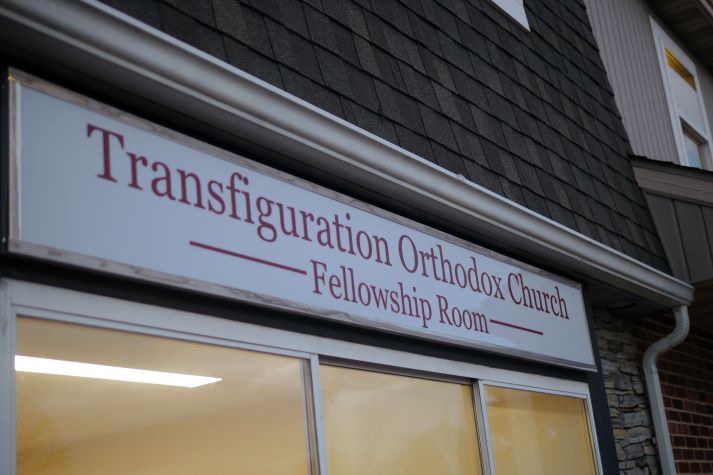 Transfiguration Orthodox Church
Fellowship Room